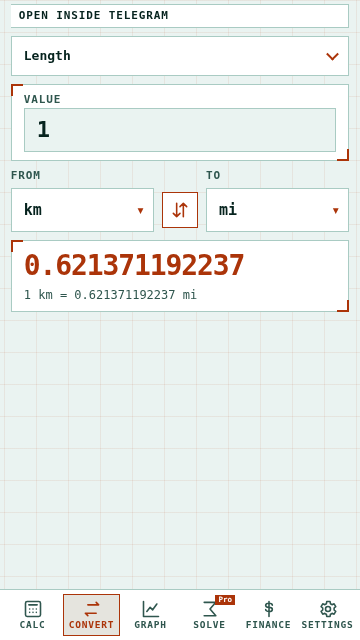 OPEN INSIDE TELEGRAM
Length
VALUE
1
FROM
TO
km
mi
0.621371192237
1 km = 0.621371192237 mi
CALC
CONVERT
GRAPH
Pro
SOLVE
FINANCE
SETTINGS